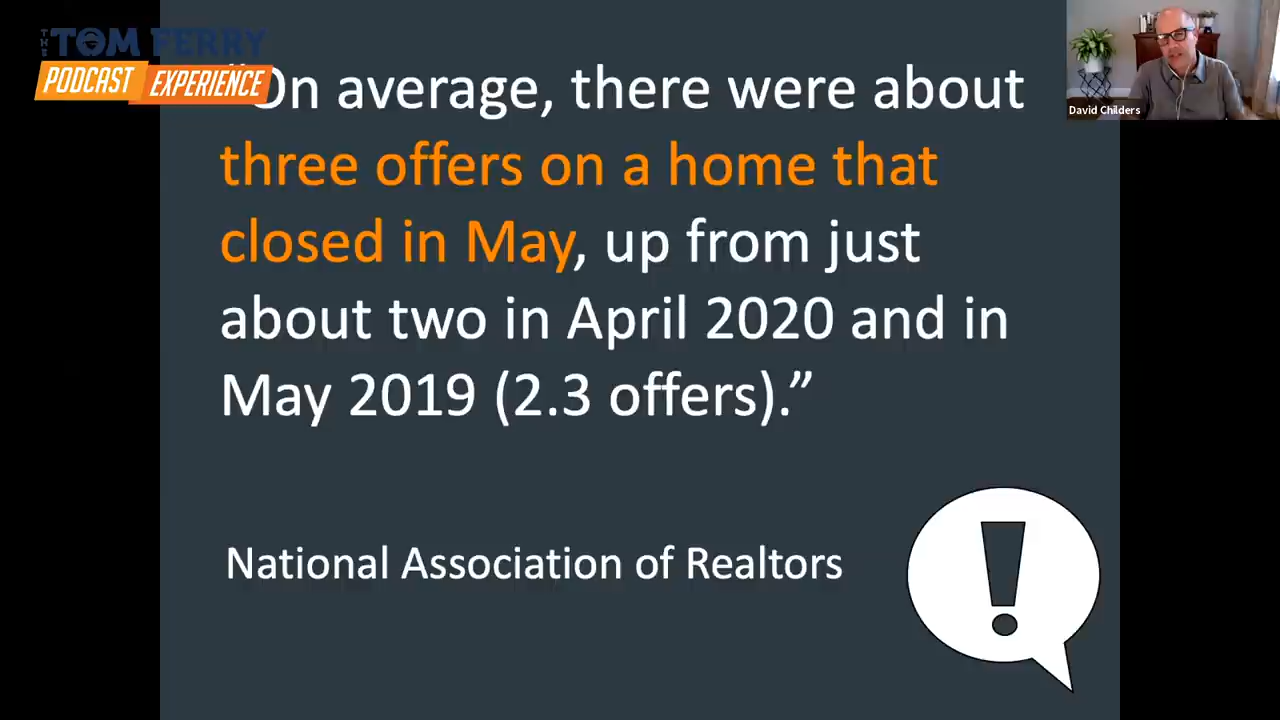 THE TOM FERRY
PODCAST EXPERIENCE
David Childers
“On average, there were about
three offers on a home that
closed in May, up from just
about two in April 2020 and in
May 2019 (2.3 offers).”
National Association of Realtors
!